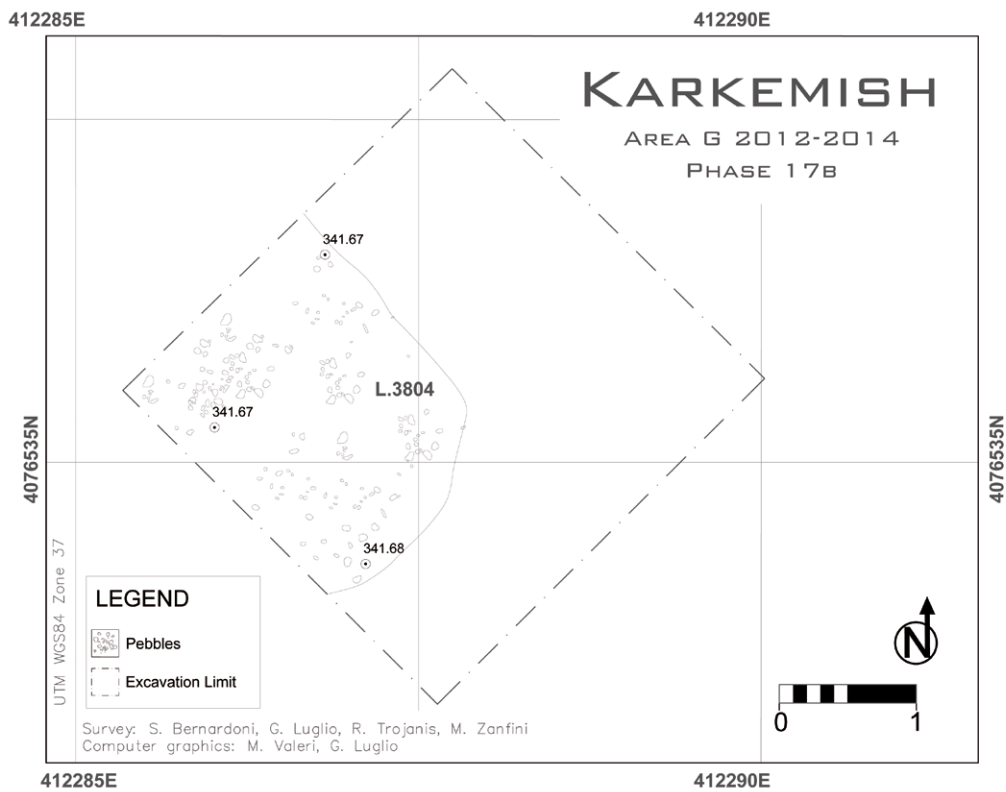 412285E
412290E
KARKEMISH
AREA G 2012-2014
PHASE 17B
341.67
L.3804
341.67
4076535N
4076535N
341.68
UTM WGS84 Zone 37
LEGEND
Pebbles
Excavation Limit
N
0
1
Survey: S. Bernardoni, G. Luglio, R. Trojanis, M. Zanfini
Computer graphics: M. Valeri, G. Luglio
412285E
412290E